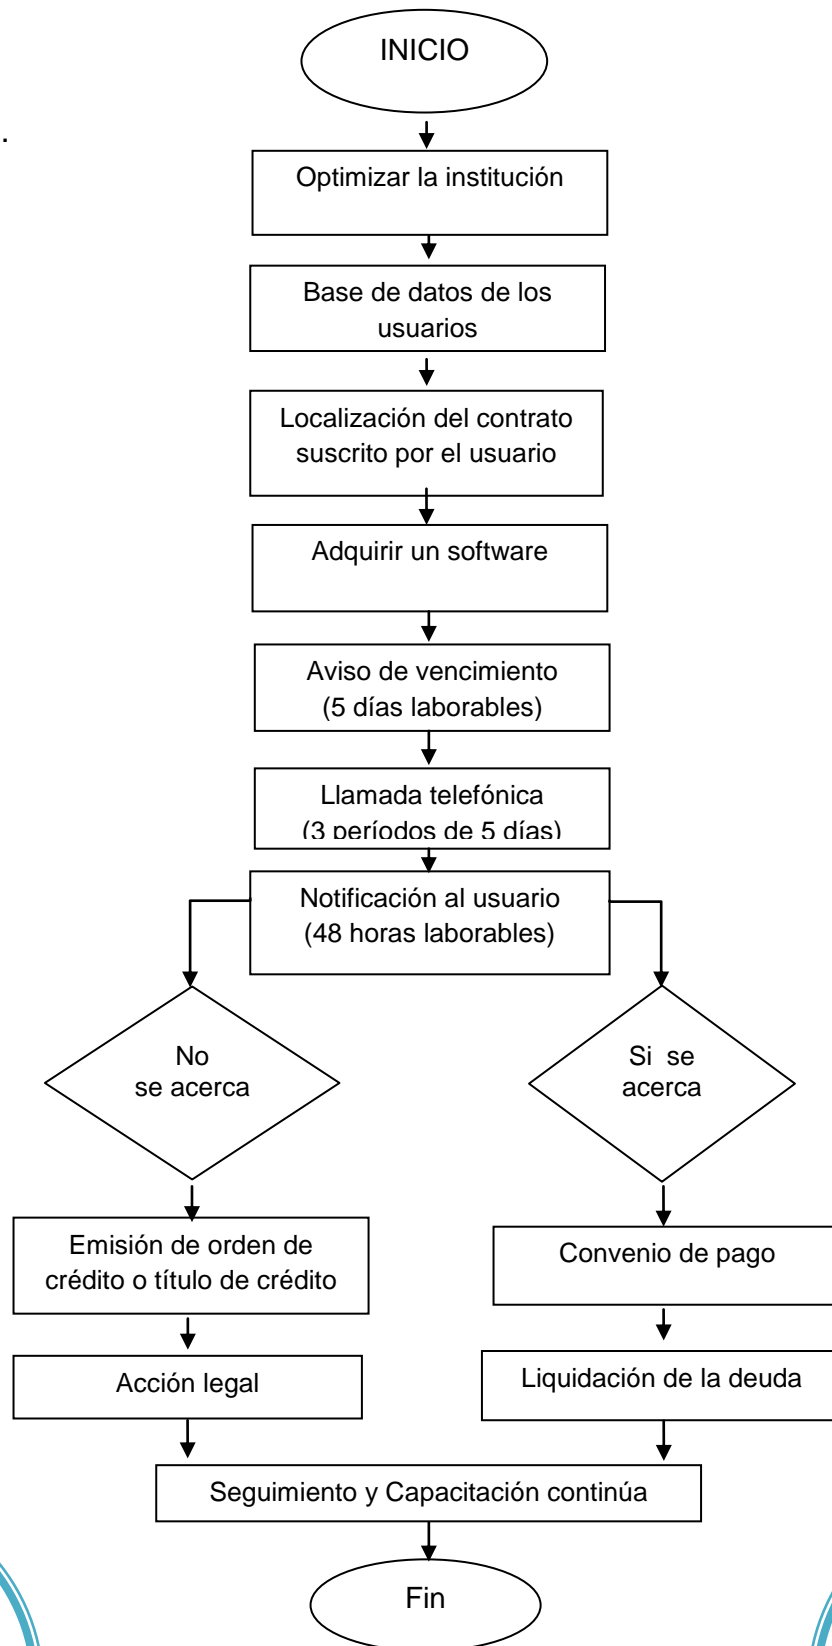 INICIO
.
Optimizar la institución
Base de datos de los
usuarios
Localización del contrato
suscrito por el usuario
Adquirir un software
Aviso de vencimiento
(5 días laborables)
Llamada telefónica
(3 períodos de 5 días)
Notificación al usuario
(48 horas laborables)
No
se acerca
Si se
acerca
Emisión de orden de
crédito o título de crédito
Convenio de pago
Acción legal
Liquidación de la deuda
Seguimiento y Capacitación continúa
Fin